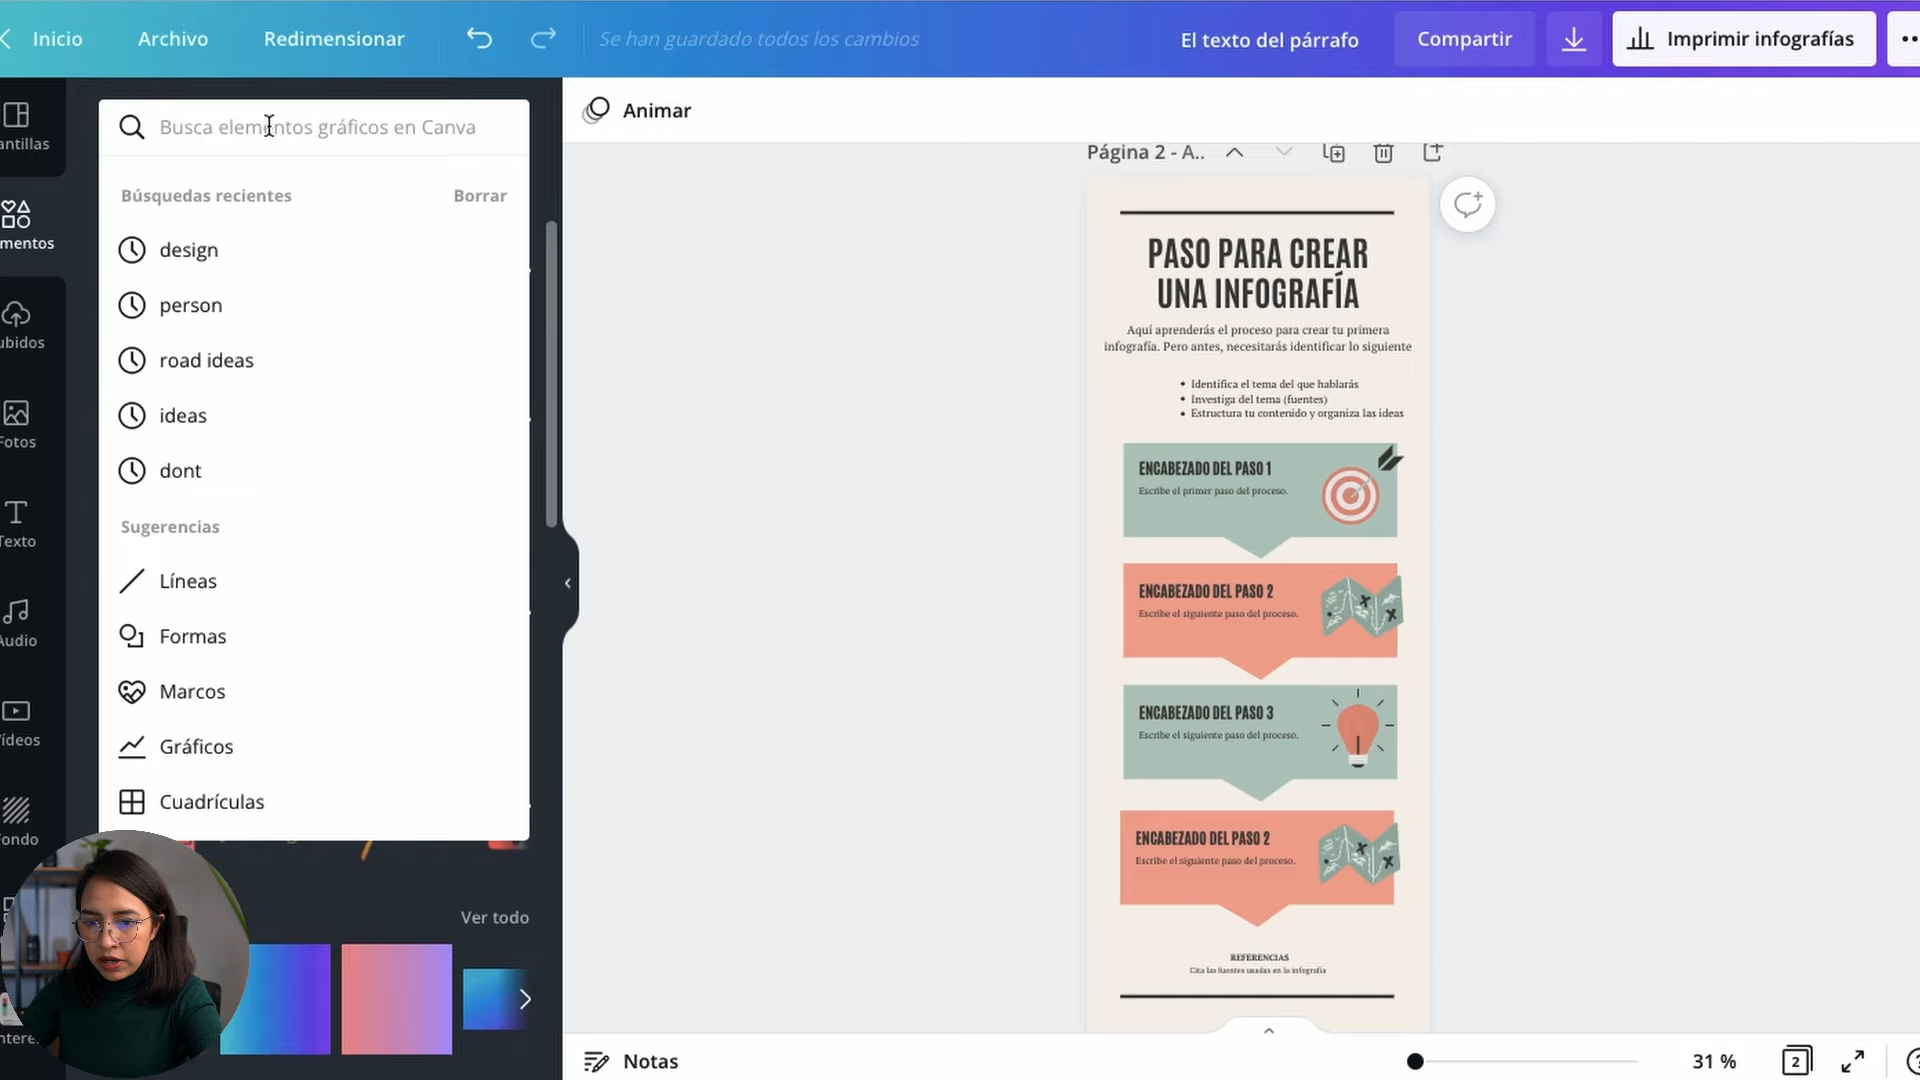 Inicio
Archivo
Redimensionar
Se han guardado todos los cambios
El texto del párrafo
Compartir
Imprimir infografías
antillas
mentos
ubidos
Fotos
Texto
Audio
ídeos
ondo
Busca elementos gráficos en Canva
Búsquedas recientes
Borrar
design
person
road ideas
ideas
dont
Sugerencias
Líneas
Formas
Marcos
Gráficos
Cuadrículas
Ver todo
Animar
Página 2 - A..
PASO PARA CREAR
UNA INFOGRAFÍA
Aquí aprenderás el proceso para crear tu primera
infografía. Pero antes, necesitarás identificar lo siguiente
• Identifica el tema del que hablarás
• Investiga del tema (fuentes)
• Estructura tu contenido y organiza las ideas
ENCABEZADO DEL PASO 1
Escribe el primer paso del proceso.
ENCABEZADO DEL PASO 2
Escribe el siguiente paso del proceso.
ENCABEZADO DEL PASO 3
Escribe el siguiente paso del proceso.
ENCABEZADO DEL PASO 2
Escribe el siguiente paso del proceso.
REFERENCIAS
Cita las fuentes usadas en la infografía
Notas
31 %
2